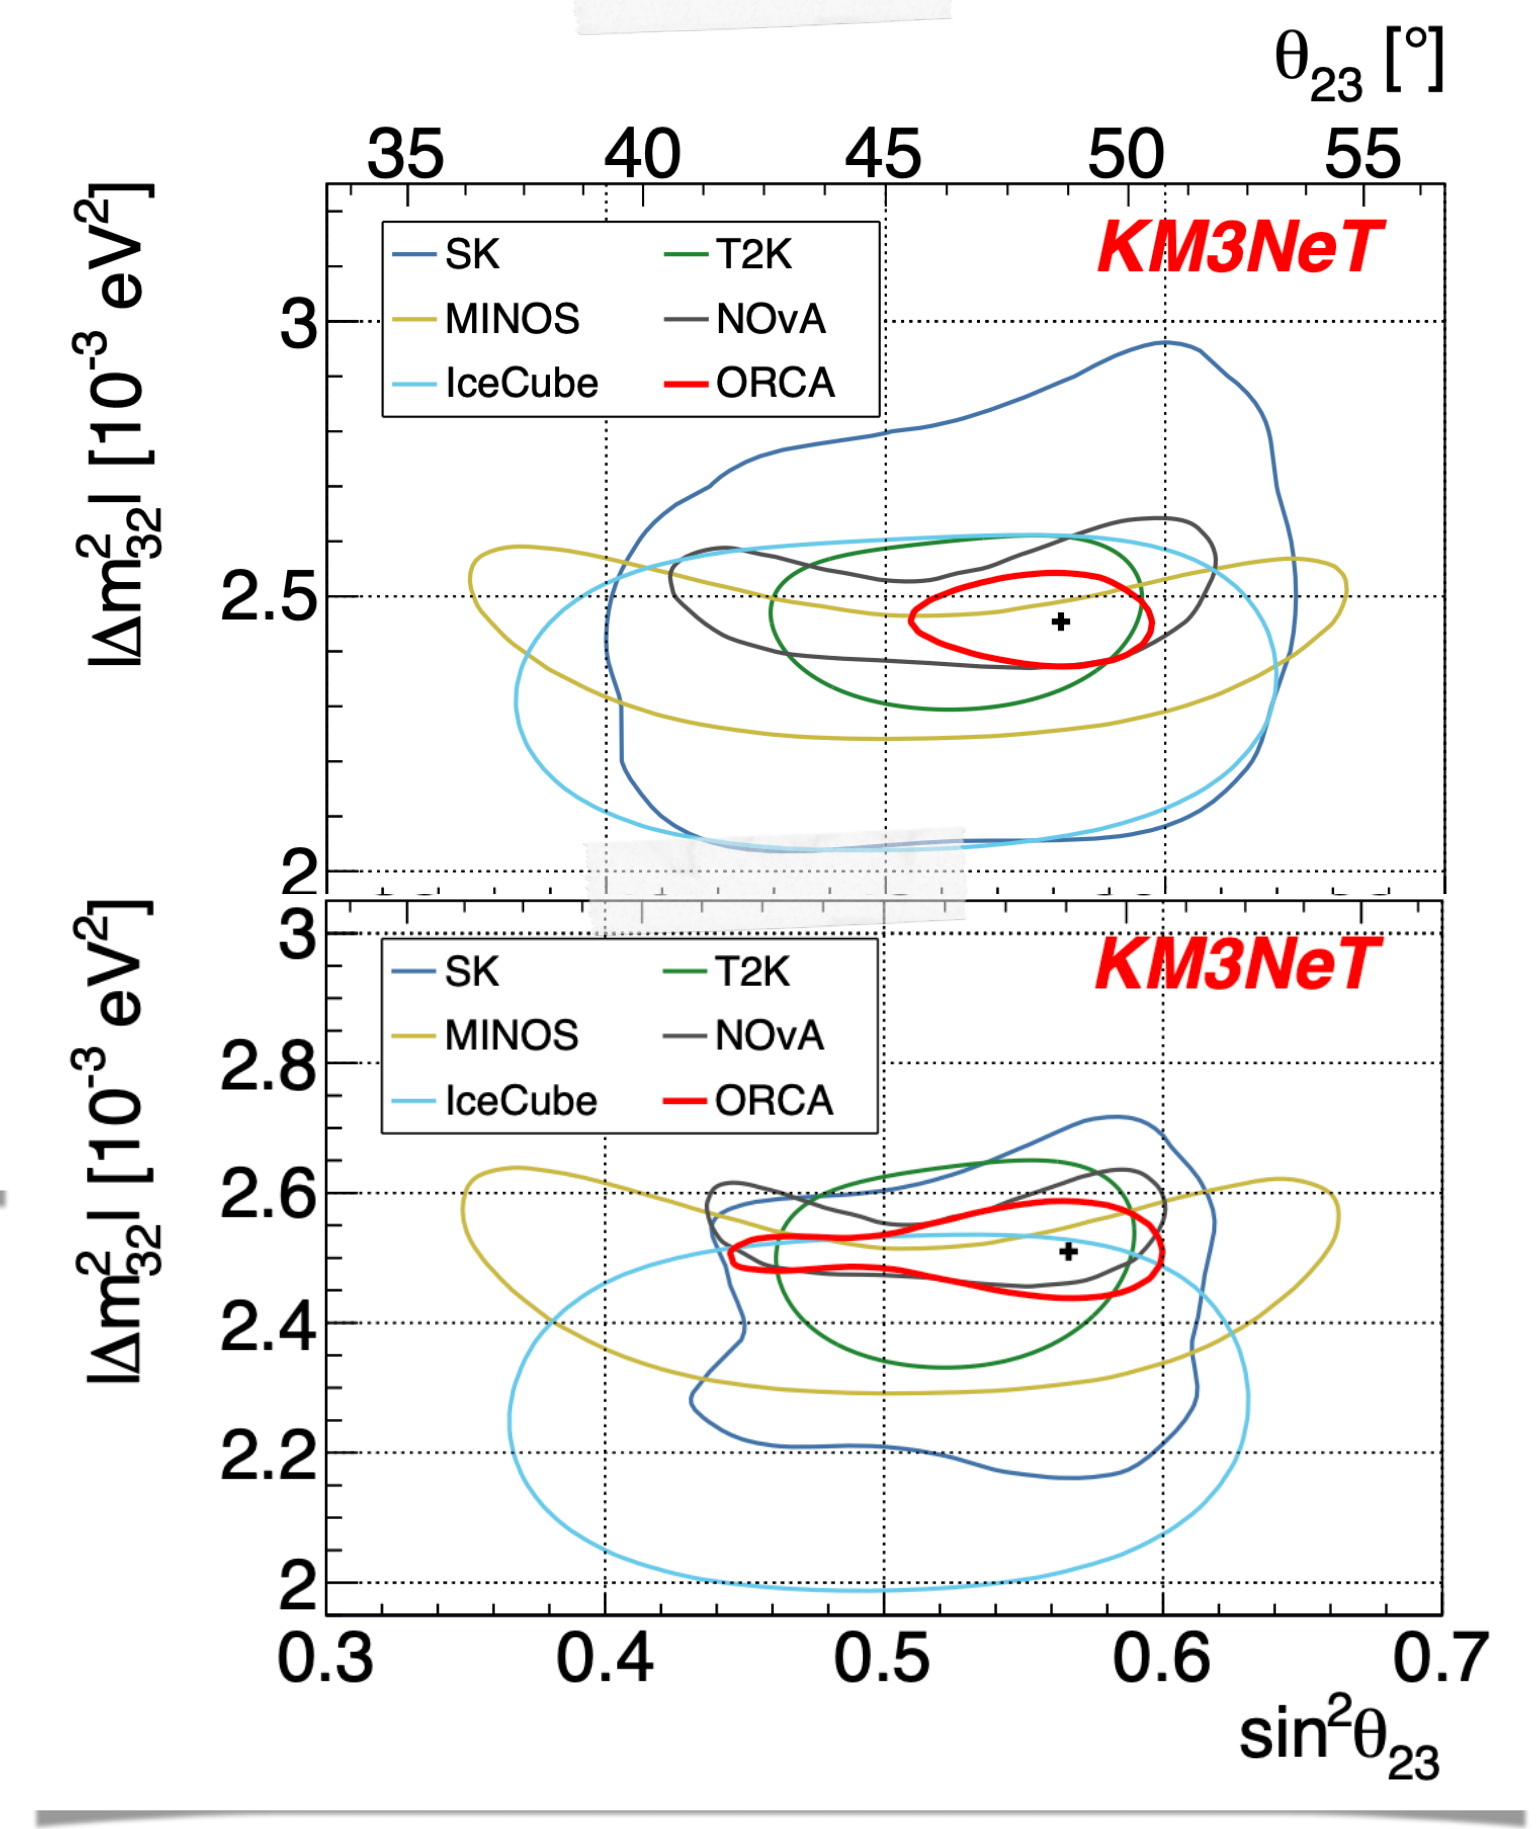 θ23 [°]
35 40 45 50 55
|Δm²32| [10⁻³ eV²]
KM3NeT
SK T2K
MINOS NOvA
IceCube ORCA
3
2.5
2
|Δm²32| [10⁻³ eV²]
KM3NeT
SK T2K
MINOS NOvA
IceCube ORCA
3
2.8
2.6
2.4
2.2
2
0.3 0.4 0.5 0.6 0.7
sin²θ23